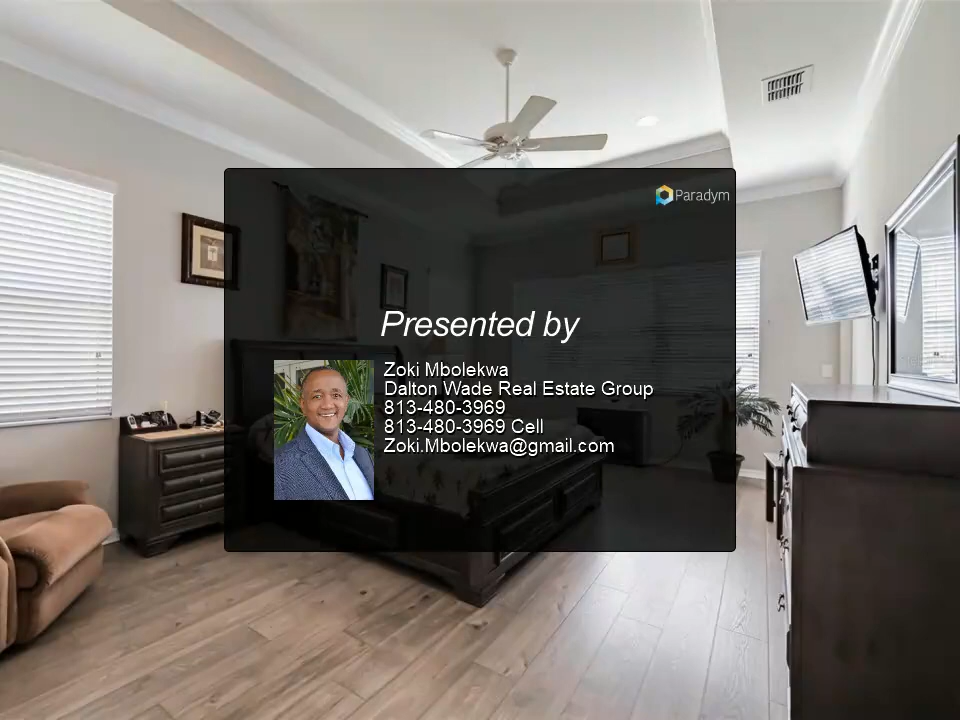 Paradym
Presented by
Zoki Mbolekwa
Dalton Wade Real Estate Group
813-480-3969
813-480-3969 Cell
Zoki.Mbolekwa@gmail.com